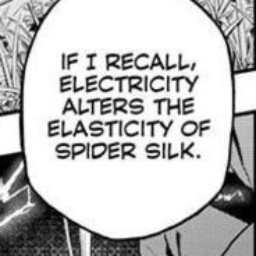 IF I RECALL,
ELECTRICITY
ALTERS THE
ELASTICITY OF
SPIDER SILK.